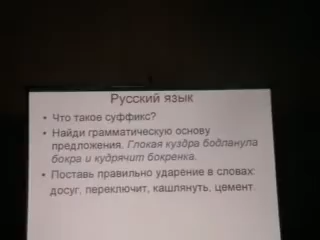 Русский язык
• Что такое суффикс?
• Найди грамматическую основу
предложения. Глокая куздра бодланула
бокра и кудрячит бокренка.
• Поставь правильно ударение в словах:
досуг, переключит, кашлянуть, цемент.